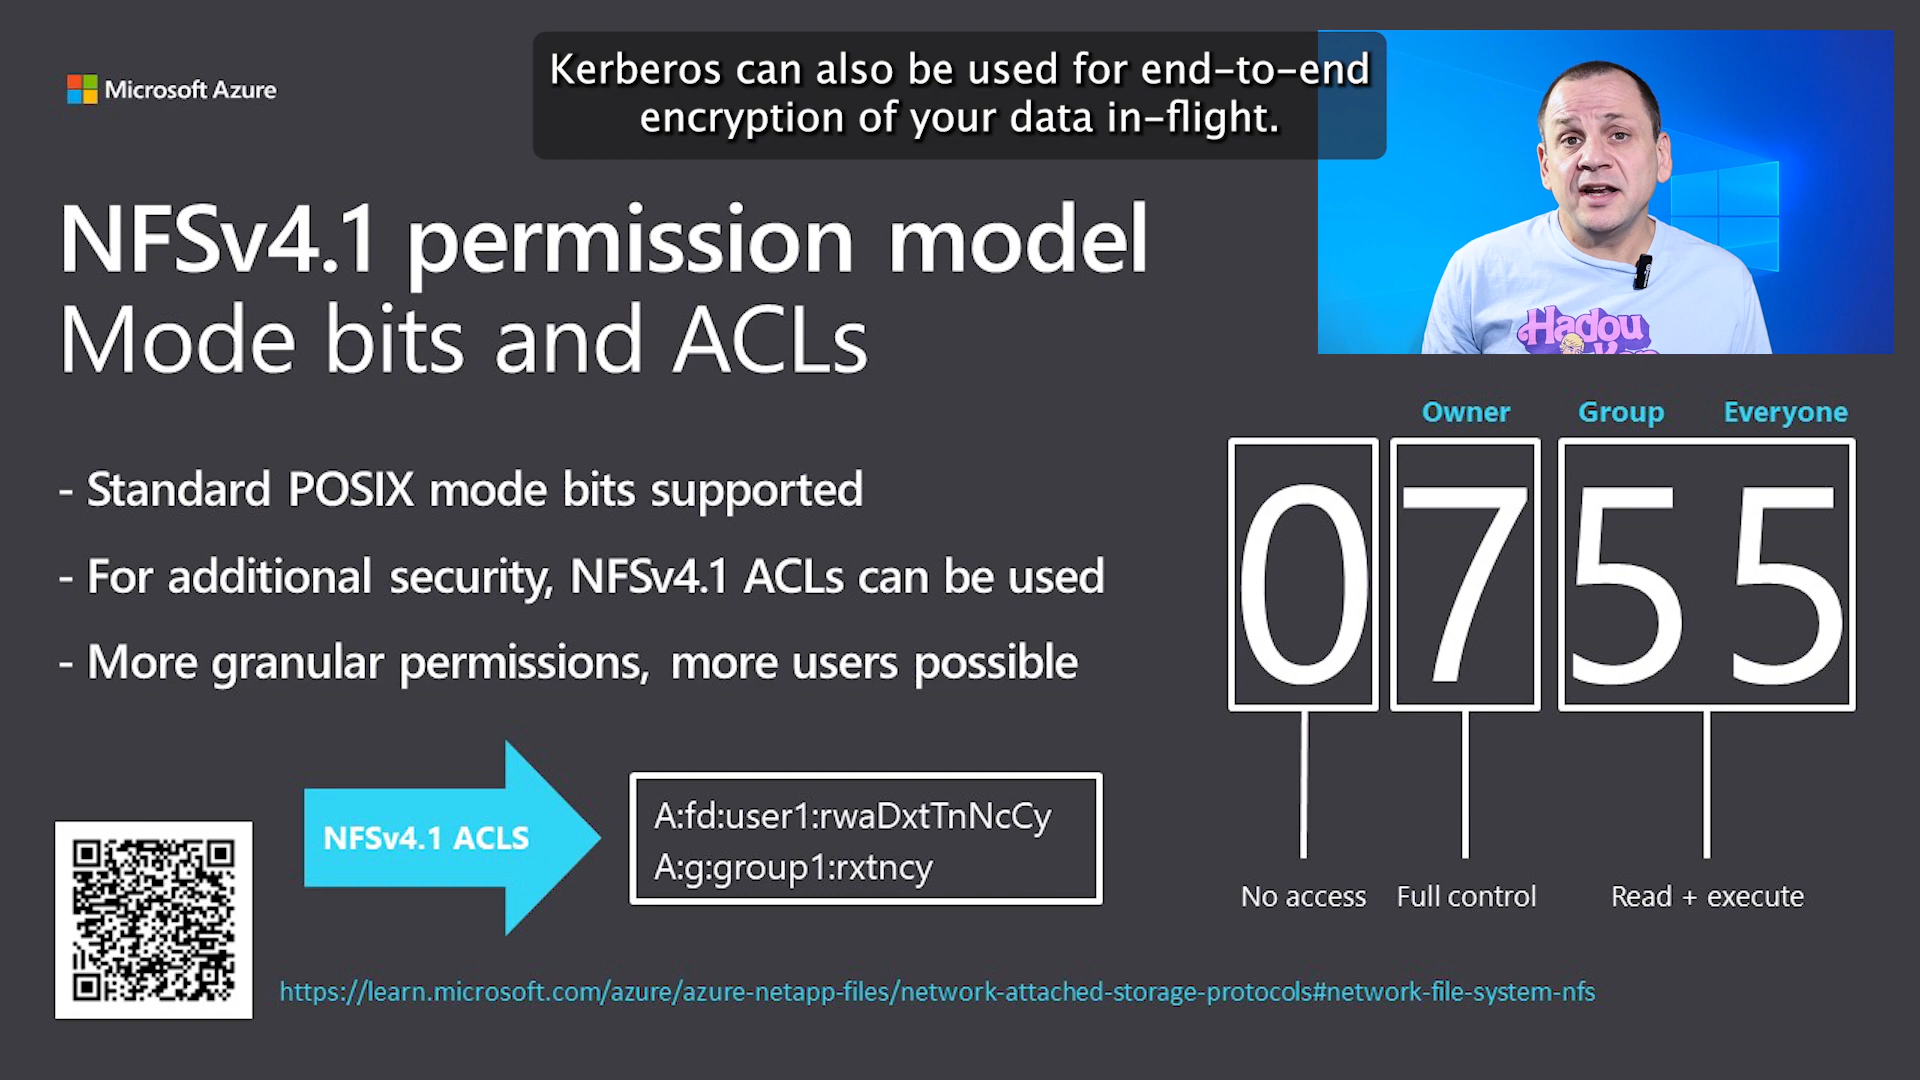 Kerberos can also be used for end-to-end
encryption of your data in-flight.
Microsoft Azure
NFSv4.1 permission model
Mode bits and ACLs
- Standard POSIX mode bits supported
- For additional security, NFSv4.1 ACLs can be used
- More granular permissions, more users possible
Hadou
Owner Group Everyone
0 7 5 5
No access Full control Read + execute
NFSv4.1 ACLS
A:fd:user1:rwaDxtTnNcCy
A:g:group1:rxtncy
https://learn.microsoft.com/azure/azure-netapp-files/network-attached-storage-protocols#network-file-system-nfs